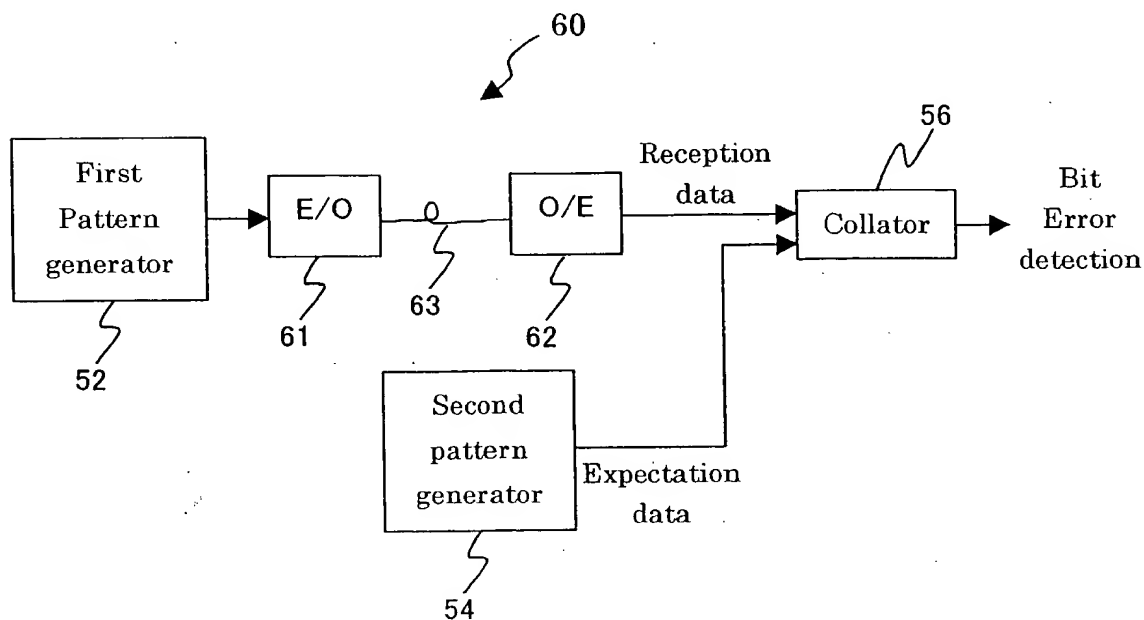 60
First
Pattern
generator
52
E/O
61
63
O/E
62
Reception
data
56
Collator
Bit
Error
detection
Second
pattern
generator
54
Expectation
data